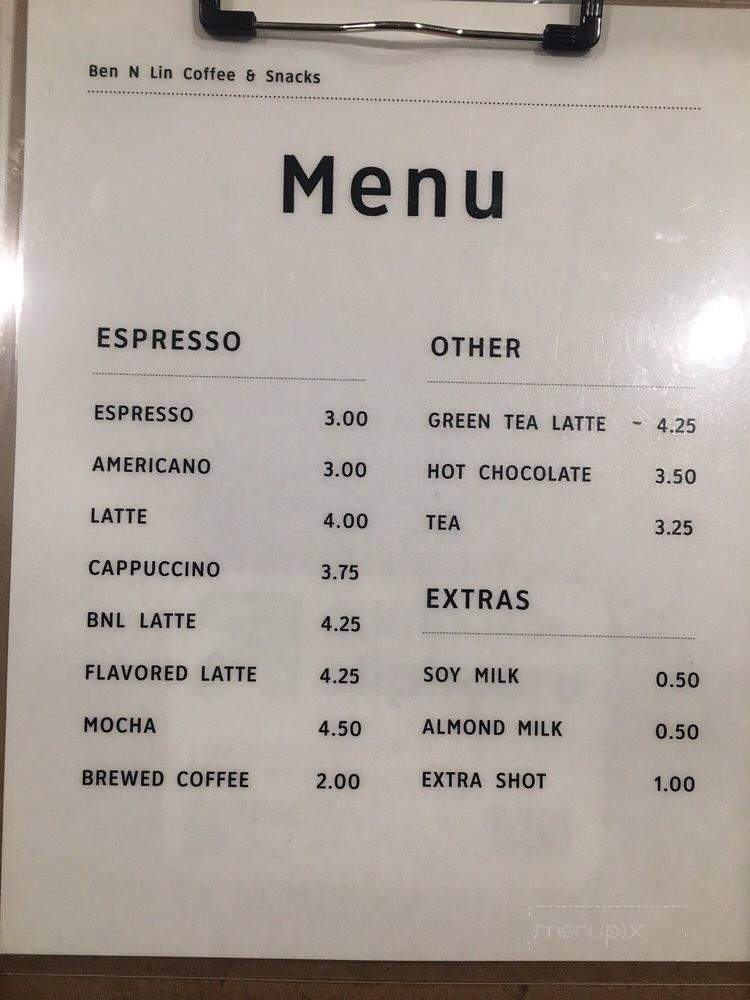 Ben N Lin Coffee & Snacks
Menu
ESPRESSO
ESPRESSO 3.00
AMERICANO 3.00
LATTE 4.00
CAPPUCCINO 3.75
BNL LATTE 4.25
FLAVORED LATTE 4.25
MOCHA 4.50
BREWED COFFEE 2.00
OTHER
GREEN TEA LATTE - 4.25
HOT CHOCOLATE 3.50
TEA 3.25
EXTRAS
SOY MILK 0.50
ALMOND MILK 0.50
EXTRA SHOT 1.00
menupix